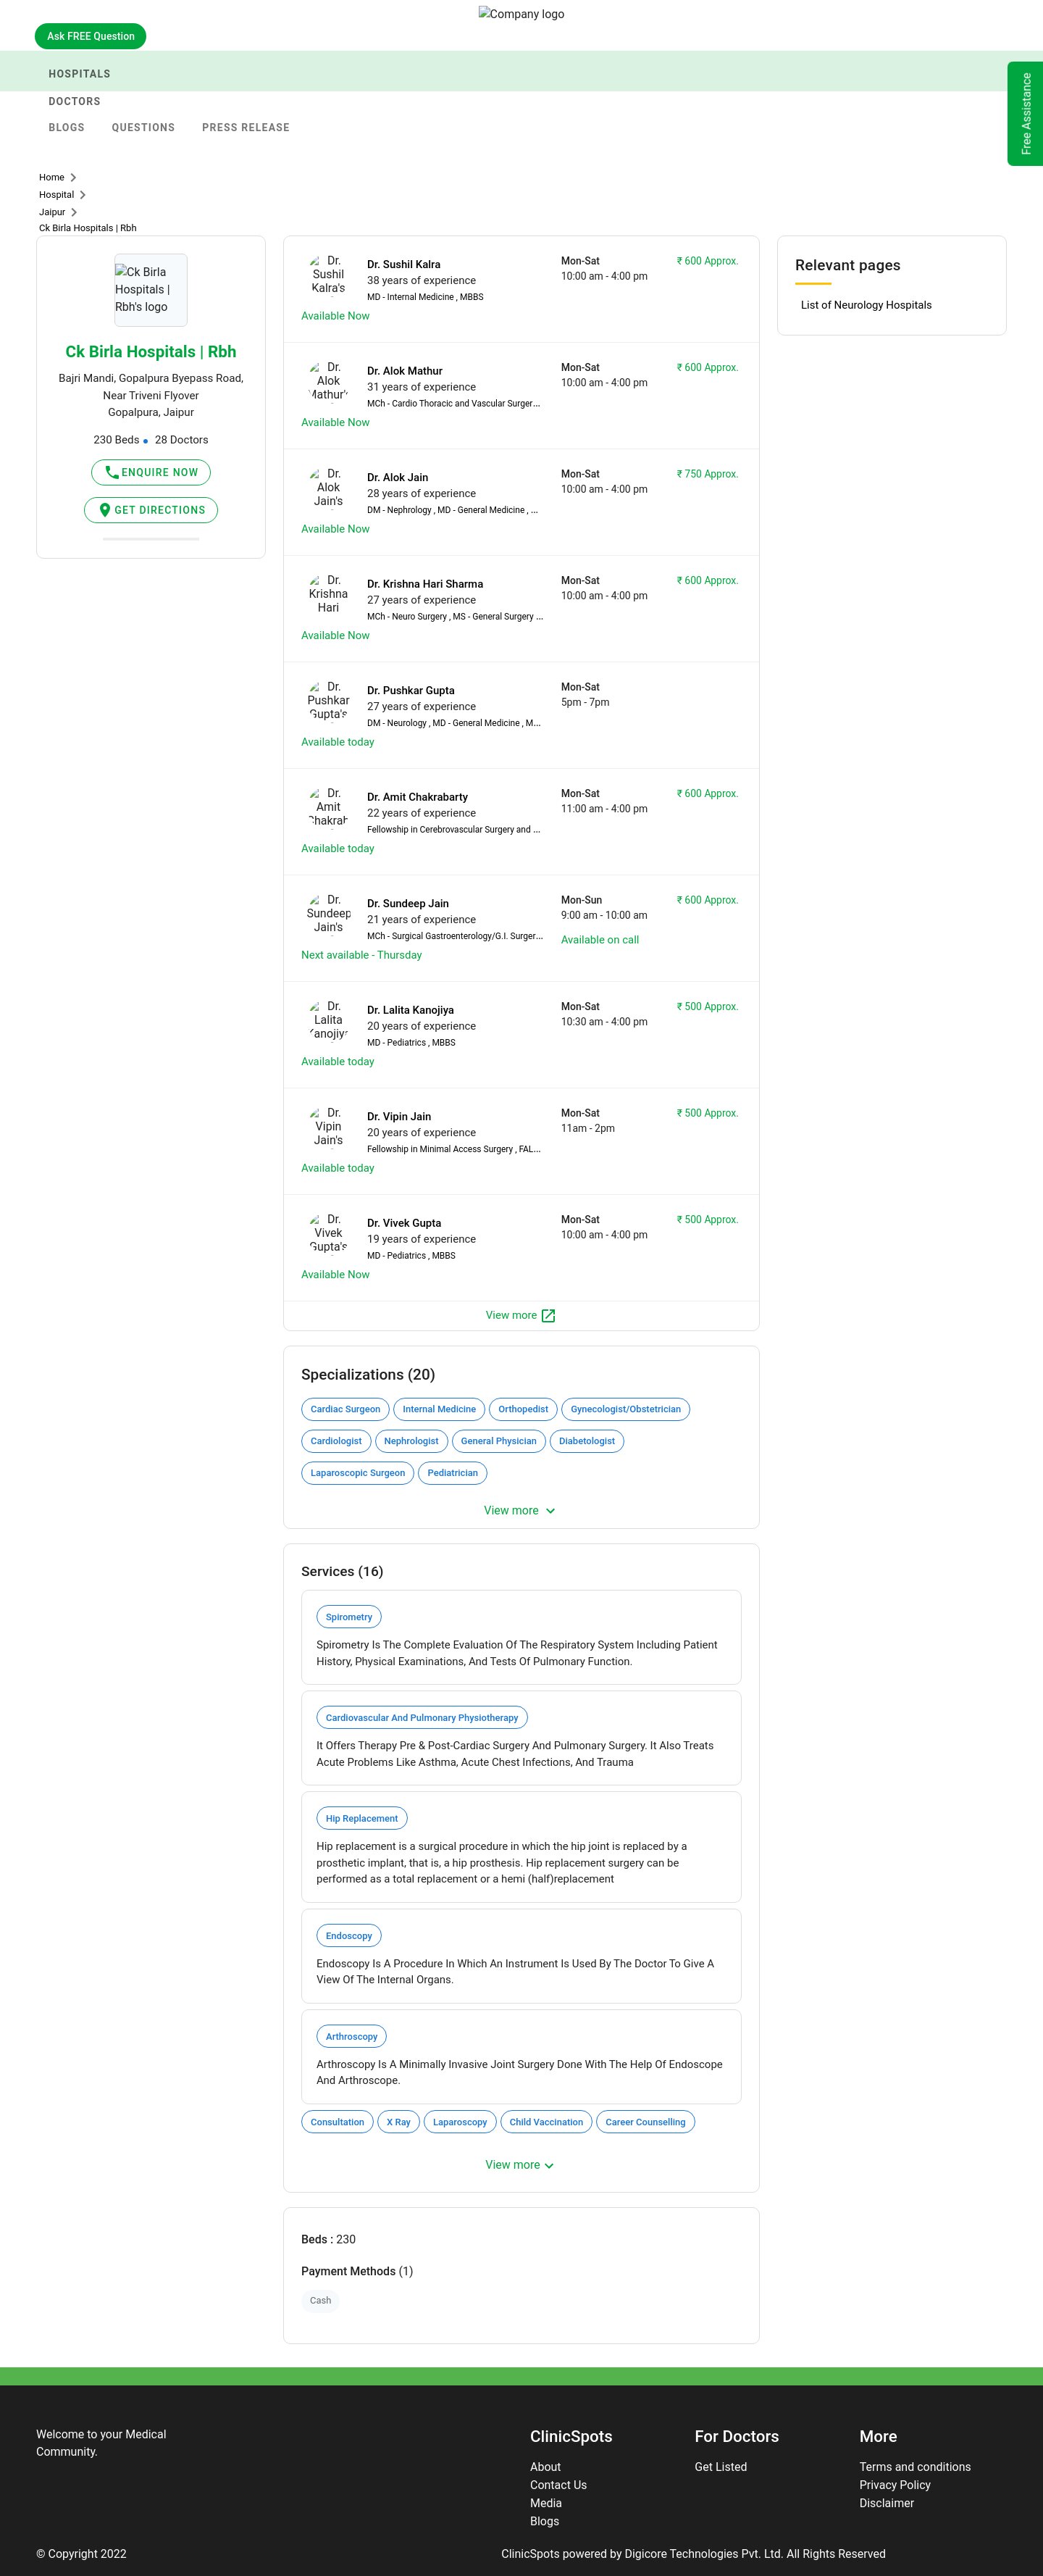 Company logo
Ask FREE Question
HOSPITALS
DOCTORS
BLOGS QUESTIONS PRESS RELEASE
Free Assistance
Home
Hospital
Jaipur
Ck Birla Hospitals | Rbh
Ck Birla
Hospitals |
Rbh's logo
Ck Birla Hospitals | Rbh
Bajri Mandi, Gopalpura Byepass Road,
Near Triveni Flyover
Gopalpura, Jaipur
230 Beds 28 Doctors
ENQUIRE NOW
GET DIRECTIONS
Dr.
Sushil
Kalra's
Dr. Sushil Kalra
38 years of experience
MD - Internal Medicine , MBBS
Available Now
Mon-Sat
10:00 am - 4:00 pm
₹ 600 Approx.
Dr.
Alok
Mathur's
Dr. Alok Mathur
31 years of experience
MCh - Cardio Thoracic and Vascular Surger...
Available Now
Mon-Sat
10:00 am - 4:00 pm
₹ 600 Approx.
Dr.
Alok
Jain's
Dr. Alok Jain
28 years of experience
DM - Nephrology , MD - General Medicine , ...
Available Now
Mon-Sat
10:00 am - 4:00 pm
₹ 750 Approx.
Dr.
Krishna
Hari
Dr. Krishna Hari Sharma
27 years of experience
MCh - Neuro Surgery , MS - General Surgery ...
Available Now
Mon-Sat
10:00 am - 4:00 pm
₹ 600 Approx.
Dr.
Pushkar
Gupta's
Dr. Pushkar Gupta
27 years of experience
DM - Neurology , MD - General Medicine , M...
Available today
Mon-Sat
5pm - 7pm
Dr.
Amit
Dr. Amit Chakrabarty
22 years of experience
Fellowship in Cerebrovascular Surgery and ...
Available today
Mon-Sat
11:00 am - 4:00 pm
₹ 600 Approx.
Dr.
Sundeep
Jain's
Dr. Sundeep Jain
21 years of experience
MCh - Surgical Gastroenterology/G.I. Surger...
Next available - Thursday
Mon-Sun
9:00 am - 10:00 am
Available on call
₹ 600 Approx.
Dr.
Lalita
Dr. Lalita Kanojiya
20 years of experience
MD - Pediatrics , MBBS
Available today
Mon-Sat
10:30 am - 4:00 pm
₹ 500 Approx.
Dr.
Vipin
Jain's
Dr. Vipin Jain
20 years of experience
Fellowship in Minimal Access Surgery , FAL...
Available today
Mon-Sat
11am - 2pm
₹ 500 Approx.
Dr.
Vivek
Gupta's
Dr. Vivek Gupta
19 years of experience
MD - Pediatrics , MBBS
Available Now
Mon-Sat
10:00 am - 4:00 pm
₹ 500 Approx.
View more
Relevant pages
List of Neurology Hospitals
Specializations (20)
Cardiac Surgeon Internal Medicine Orthopedist Gynecologist/Obstetrician
Cardiologist Nephrologist General Physician Diabetologist
Laparoscopic Surgeon Pediatrician
View more
Services (16)
Spirometry
Spirometry Is The Complete Evaluation Of The Respiratory System Including Patient
History, Physical Examinations, And Tests Of Pulmonary Function.
Cardiovascular And Pulmonary Physiotherapy
It Offers Therapy Pre & Post-Cardiac Surgery And Pulmonary Surgery. It Also Treats
Acute Problems Like Asthma, Acute Chest Infections, And Trauma
Hip Replacement
Hip replacement is a surgical procedure in which the hip joint is replaced by a
prosthetic implant, that is, a hip prosthesis. Hip replacement surgery can be
performed as a total replacement or a hemi (half)replacement
Endoscopy
Endoscopy Is A Procedure In Which An Instrument Is Used By The Doctor To Give A
View Of The Internal Organs.
Arthroscopy
Arthroscopy Is A Minimally Invasive Joint Surgery Done With The Help Of Endoscope
And Arthroscope.
Consultation X Ray Laparoscopy Child Vaccination Career Counselling
View more
Beds : 230
Payment Methods (1)
Cash
Welcome to your Medical
Community.
ClinicSpots
About
Contact Us
Media
Blogs
For Doctors
Get Listed
More
Terms and conditions
Privacy Policy
Disclaimer
© Copyright 2022
ClinicSpots powered by Digicore Technologies Pvt. Ltd. All Rights Reserved